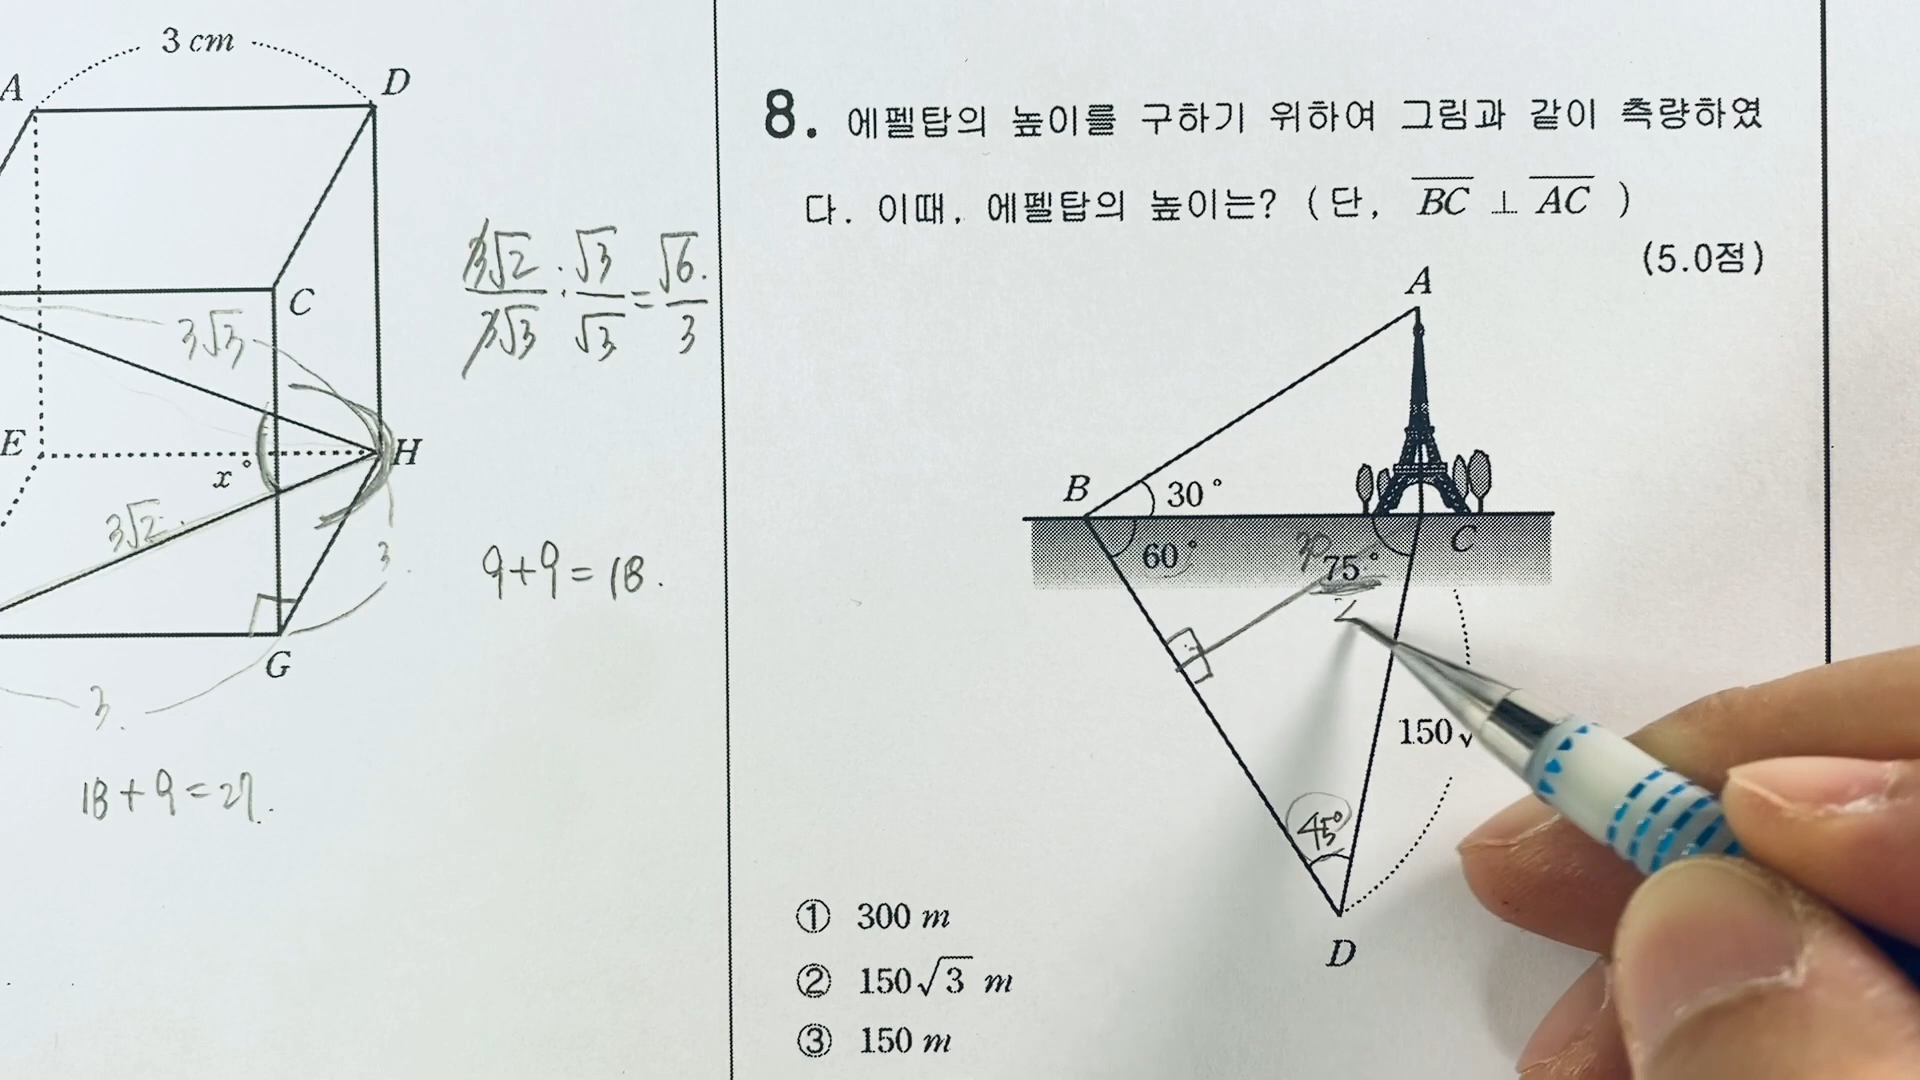 3 cm
A
D
C
3√3
E
H
x°
3√2
3
G
3.
3√2/3√3 · √3/√3 = √6/3
9+9=18.
18+9=27.
8. 에펠탑의 높이를 구하기 위하여 그림과 같이 측량하였
다. 이때, 에펠탑의 높이는? (단, BC ⊥ AC )
(5.0점)
A
B
30°
60°
30
75°
C
150√
45°
D
① 300 m
② 150√3 m
③ 150 m